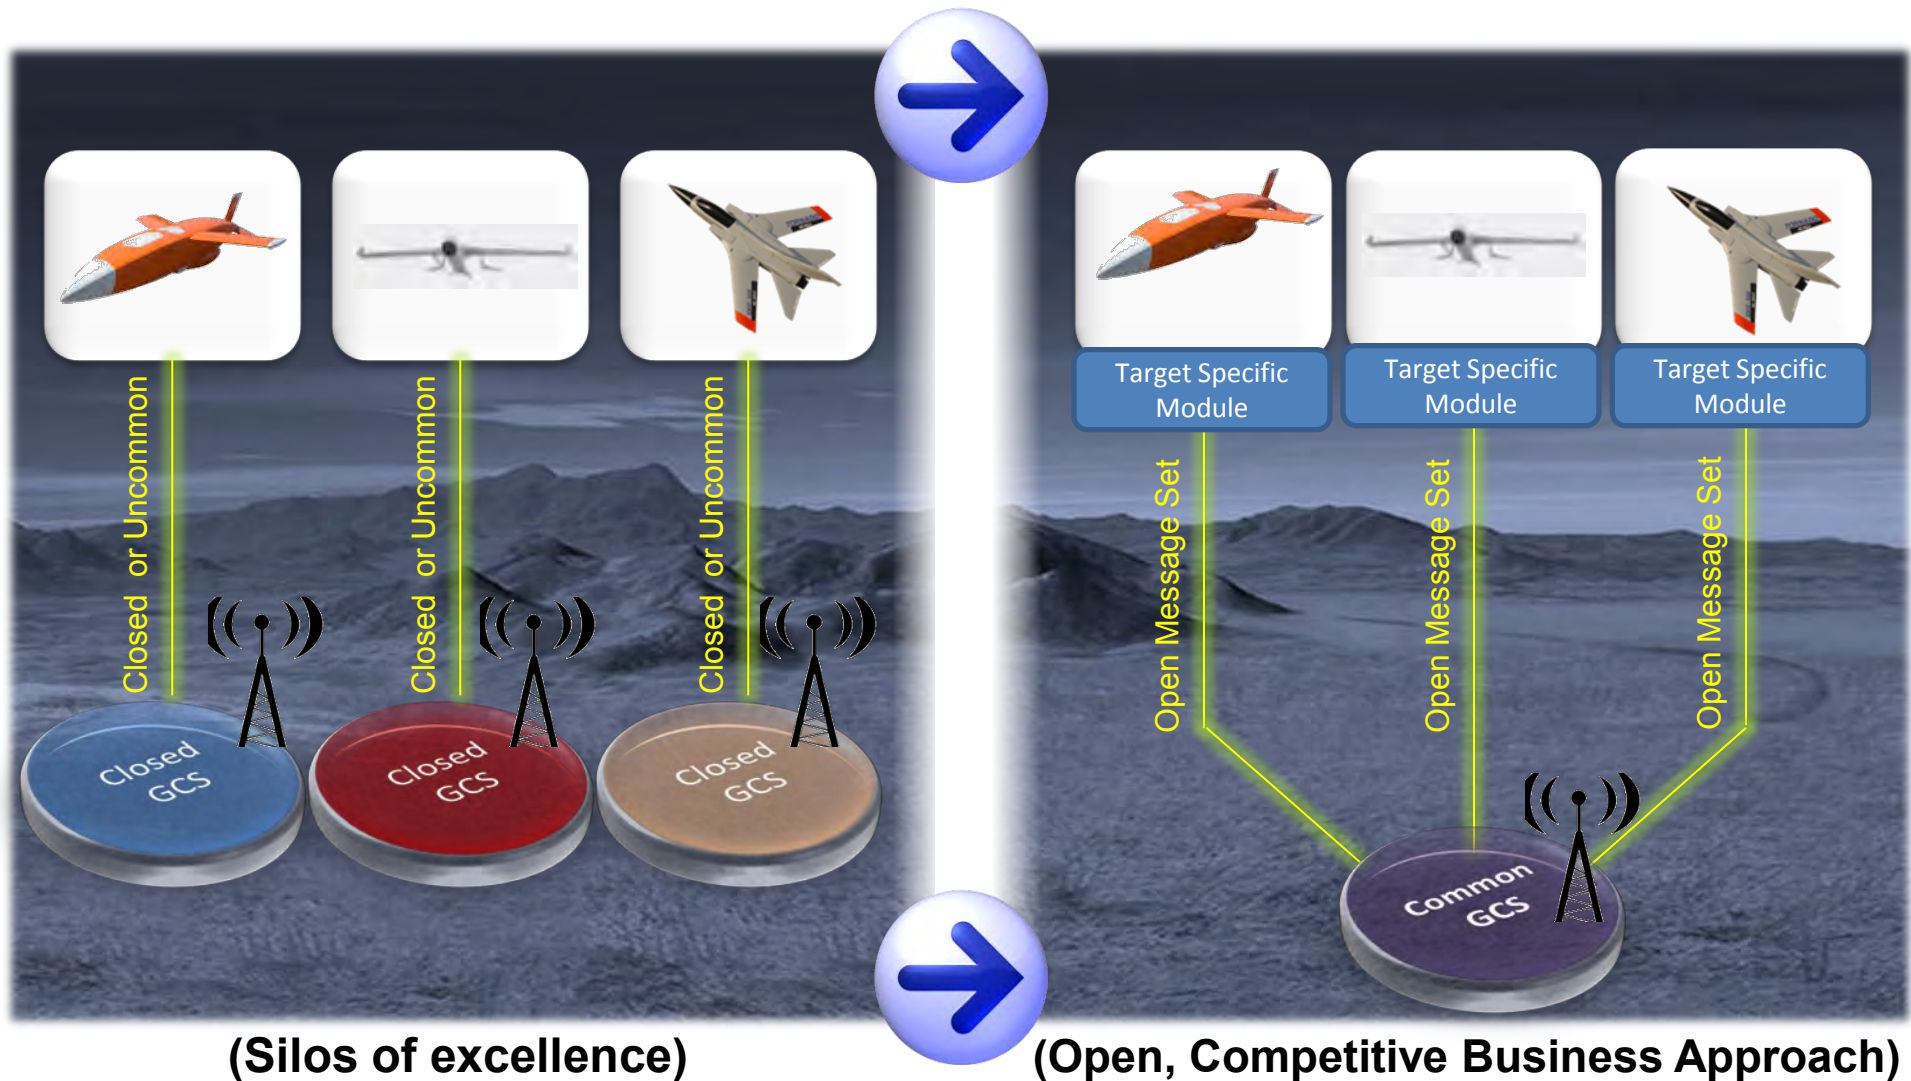 Closed or Uncommon
Closed or Uncommon
Closed or Uncommon
Closed
GCS
Closed
GCS
Closed
GCS
(Silos of excellence)
Target Specific
Module
Target Specific
Module
Target Specific
Module
Open Message Set
Open Message Set
Open Message Set
Common
GCS
(Open, Competitive Business Approach)